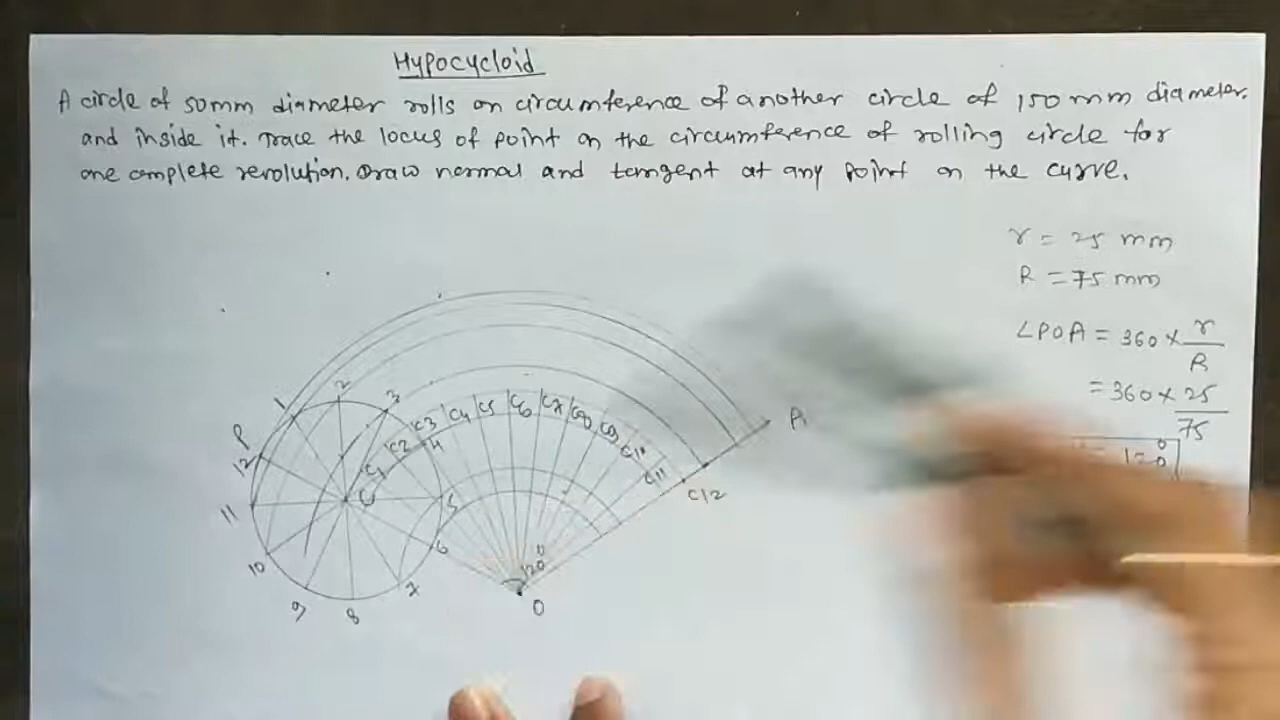 Hypocycloid
A circle of 50mm diameter rolls on circumference of another circle of 150 mm diameter.
and inside it. Trace the locus of point on the circumference of rolling circle for
one complete revolution. Draw normal and tangent at any point on the curve.
r = 25 mm
R = 75 mm
∠POA = 360 × r
R
= 360 × 25
75
= 120°
P
1
2
3
4
5
6
7
8
9
10
11
12
C
C1
C2
C3
C4
C5
C6
C7
C8
C9
C10
C11
C12
A
120°
O